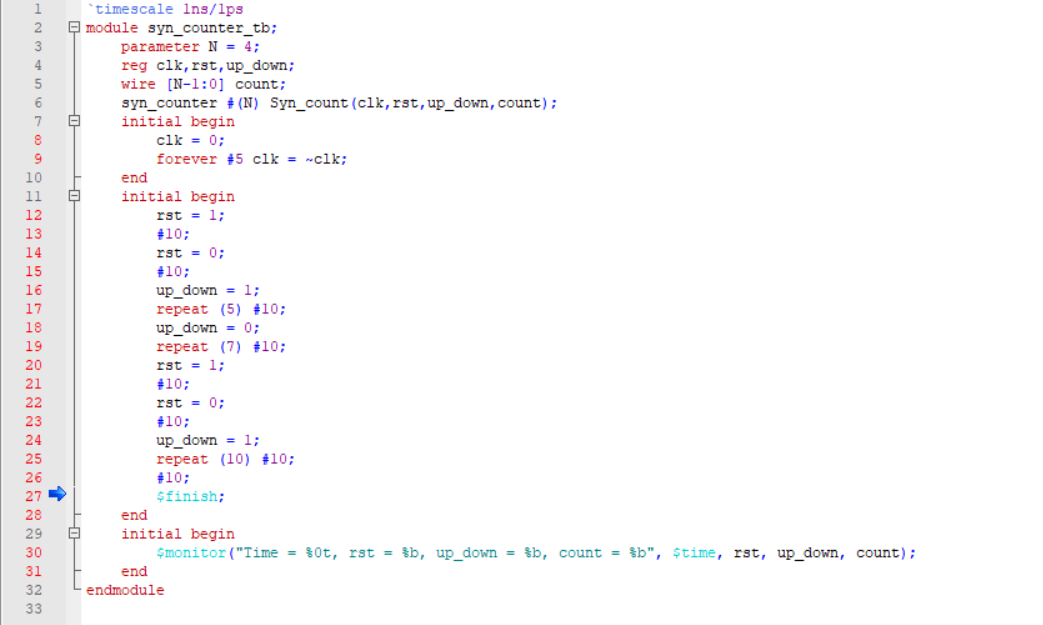 1 `timescale 1ns/1ps
2 module syn_counter_tb;
3 parameter N = 4;
4 reg clk,rst,up_down;
5 wire [N-1:0] count;
6 syn_counter #(N) Syn_count(clk,rst,up_down,count);
7 initial begin
8 clk = 0;
9 forever #5 clk = ~clk;
10 end
11 initial begin
12 rst = 1;
13 #10;
14 rst = 0;
15 #10;
16 up_down = 1;
17 repeat (5) #10;
18 up_down = 0;
19 repeat (7) #10;
20 rst = 1;
21 #10;
22 rst = 0;
23 #10;
24 up_down = 1;
25 repeat (10) #10;
26 #10;
27 $finish;
28 end
29 initial begin
30 $monitor("Time = %0t, rst = %b, up_down = %b, count = %b", $time, rst, up_down, count);
31 end
32 endmodule
33